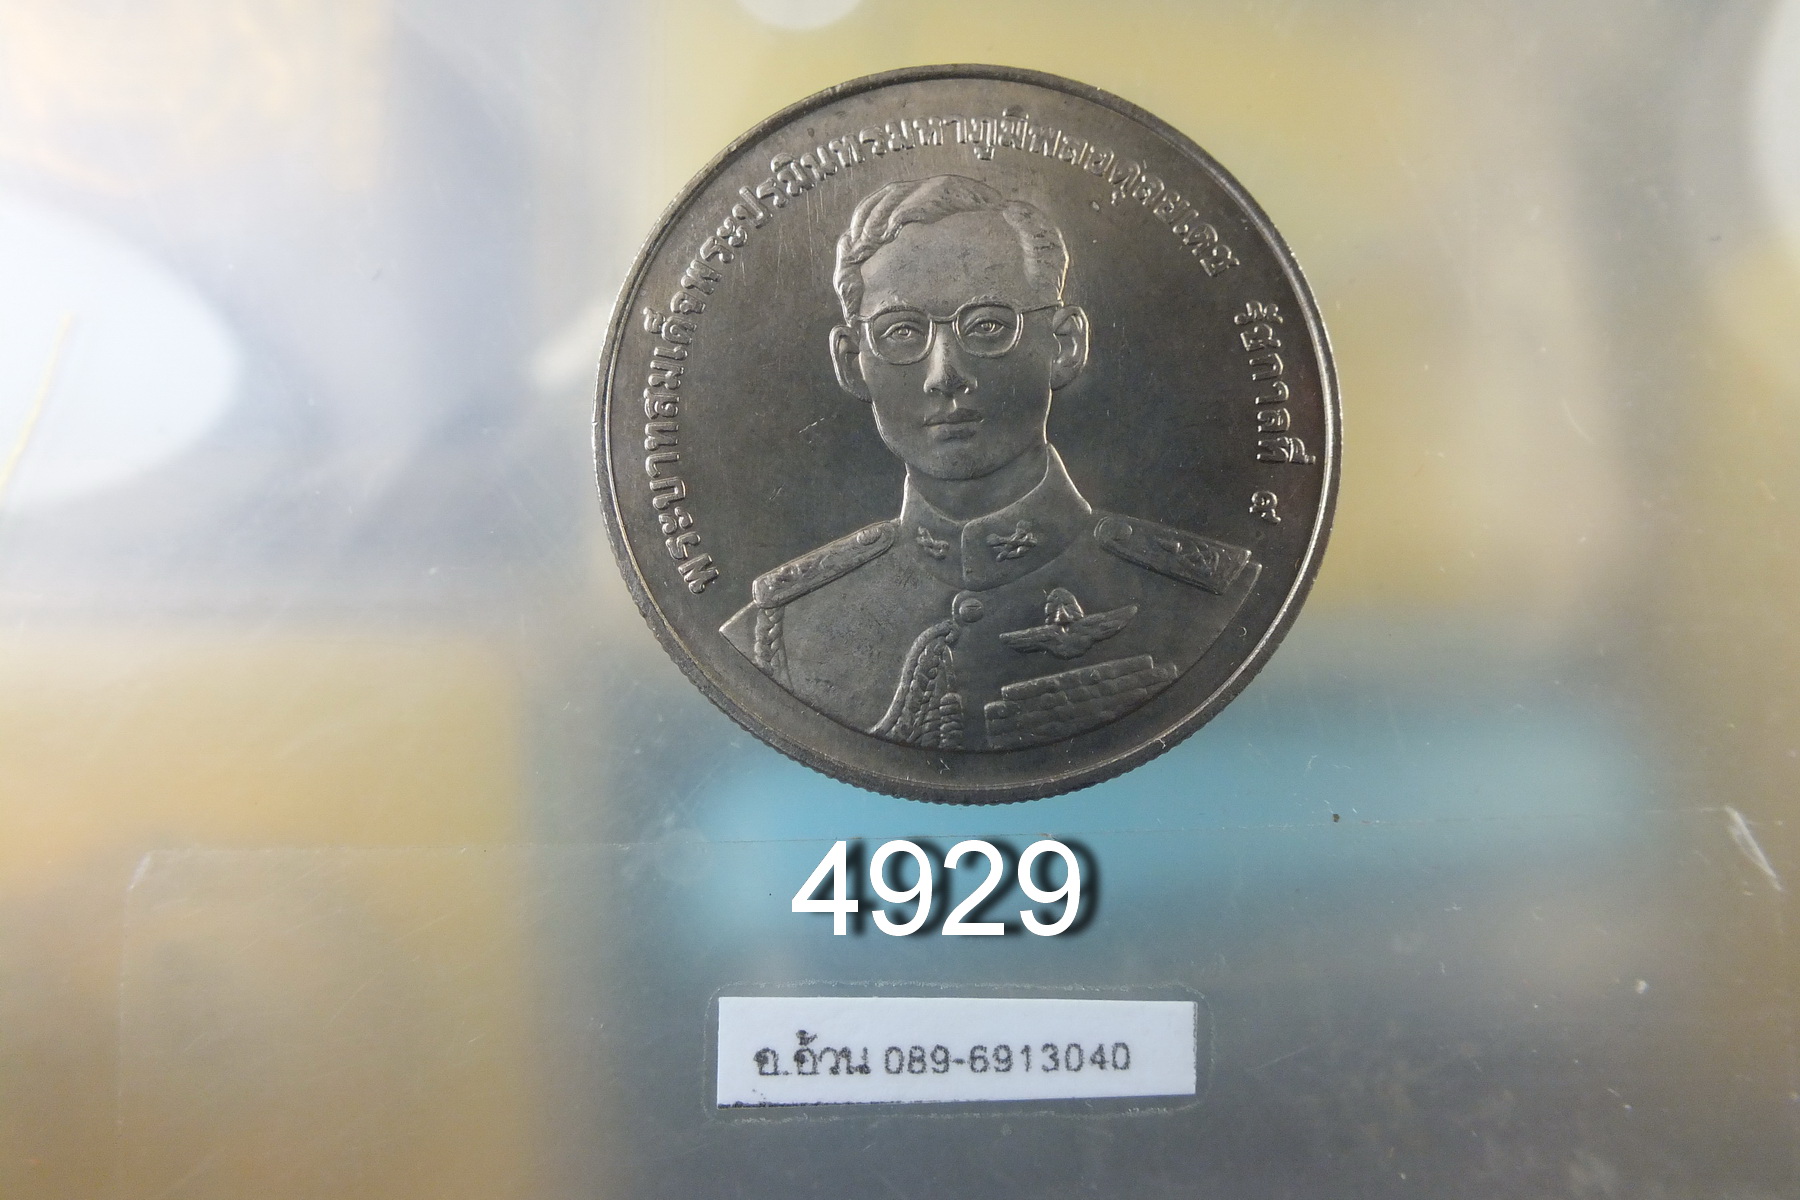 พระบาทสมเด็จพระปรมินทรมหาภูมิพลอดุลยเดช รัชกาลที่ ๙
4929
อ.อ้วน 089-6913040